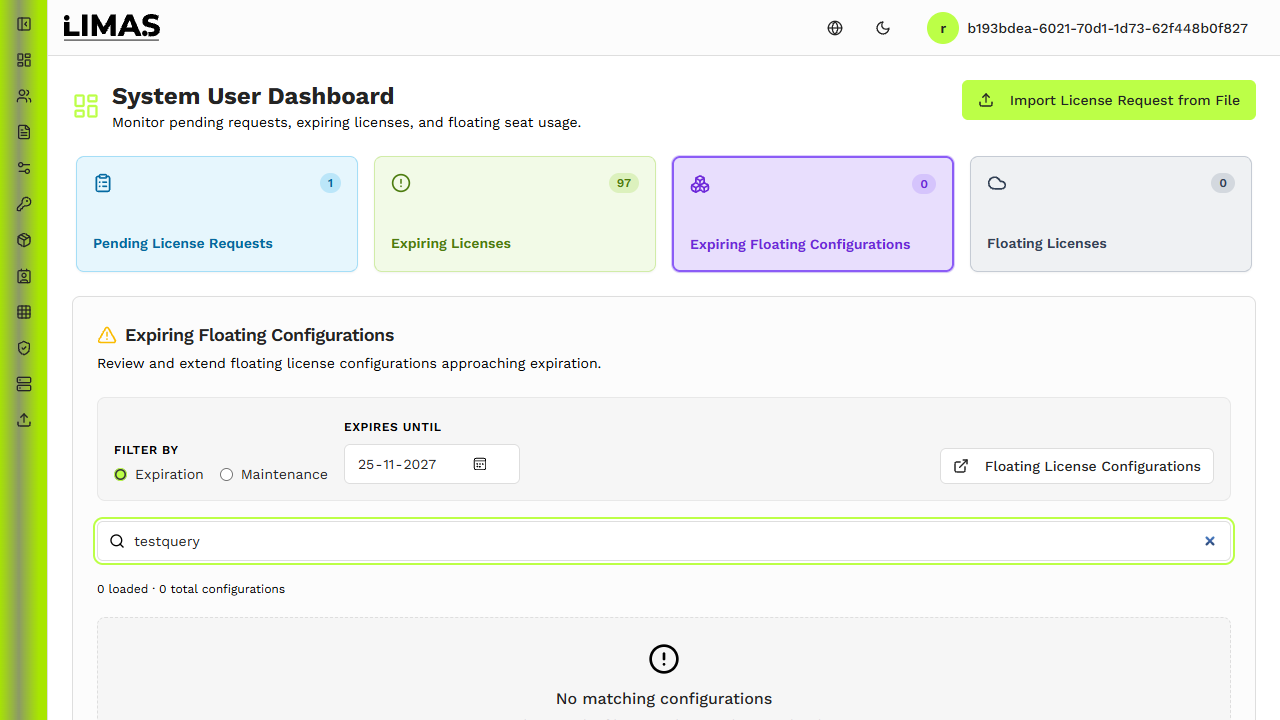 LIMAS
r
b193bdea-6021-70d1-1d73-62f448b0f827
System User Dashboard
Monitor pending requests, expiring licenses, and floating seat usage.
Import License Request from File
1
Pending License Requests
97
Expiring Licenses
0
Expiring Floating Configurations
0
Floating Licenses
Expiring Floating Configurations
Review and extend floating license configurations approaching expiration.
FILTER BY
Expiration
Maintenance
EXPIRES UNTIL
25-11-2027
Floating License Configurations
testquery
0 loaded · 0 total configurations
No matching configurations